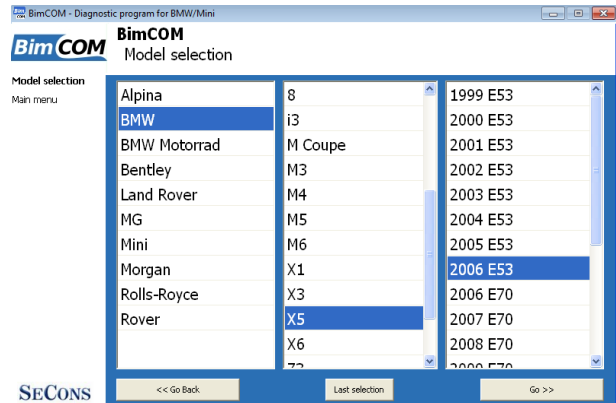 BimCOM - Diagnostic program for BMW/Mini
BimCOM
BimCOM
Model selection
Model selection
Main menu
Alpina
BMW
BMW Motorrad
Bentley
Land Rover
MG
Mini
Morgan
Rolls-Royce
Rover
8
i3
M Coupe
M3
M4
M5
M6
X1
X3
X5
X6
Z3
1999 E53
2000 E53
2001 E53
2002 E53
2003 E53
2004 E53
2005 E53
2006 E53
2006 E70
2007 E70
2008 E70
2009 E70
SECONS
<< Go Back
Last selection
Go >>